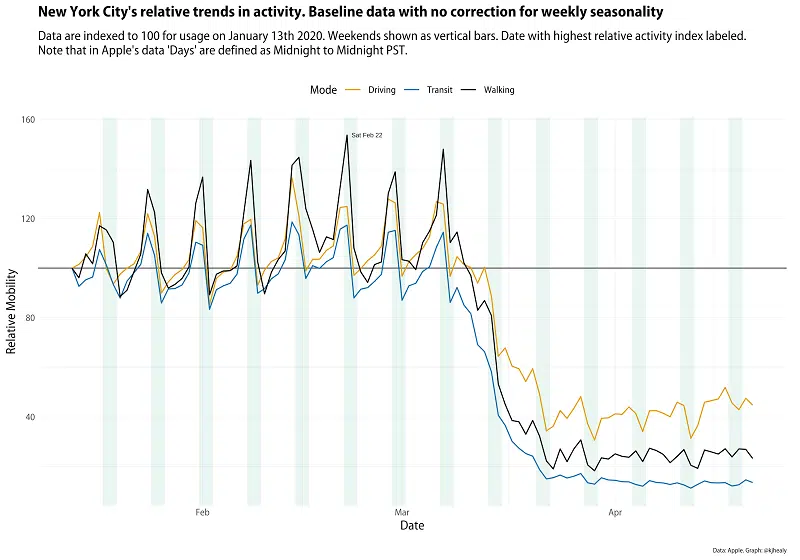 New York City's relative trends in activity. Baseline data with no correction for weekly seasonality
Data are indexed to 100 for usage on January 13th 2020. Weekends shown as vertical bars. Date with highest relative activity index labeled.
Note that in Apple's data 'Days' are defined as Midnight to Midnight PST.
Mode Driving Transit Walking
160
Sat Feb 22
120
80
40
Relative Mobility
Feb Mar Apr
Date
Data: Apple. Graph: @kjhealy